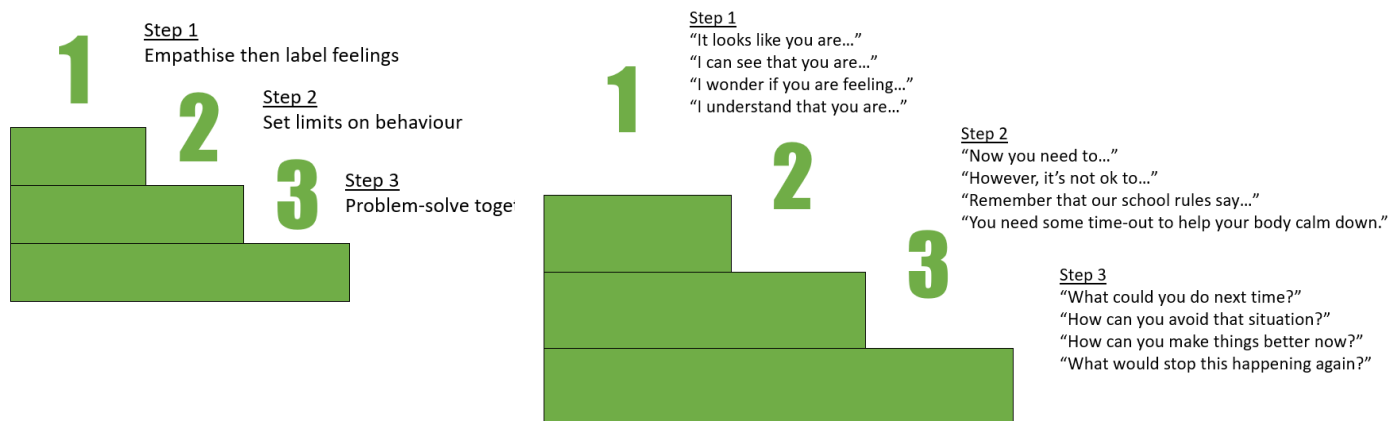 1
Step 1
Empathise then label feelings
2
Step 2
Set limits on behaviour
3
Step 3
Problem-solve
1
Step 1
“It looks like you are…”
“I can see that you are…”
“I wonder if you are feeling…”
“I understand that you are…”
2
Step 2
“Now you need to…”
“However, it’s not ok to…”
“Remember that our school rules say…”
“You need some time-out to help your body calm down.”
3
Step 3
“What could you do next time?”
“How can you avoid that situation?”
“How can you make things better now?”
“What would stop this happening again?”